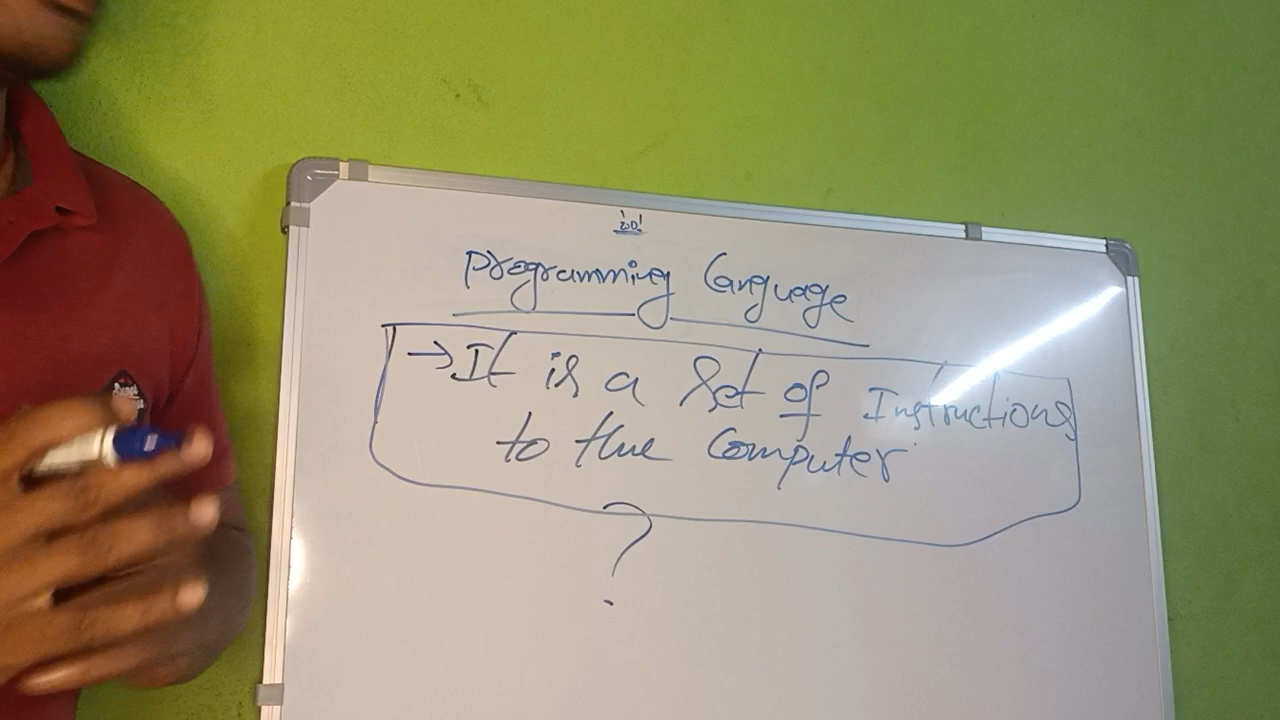 Programming Language
→ It is a Set of Instructions
to the Computer
?